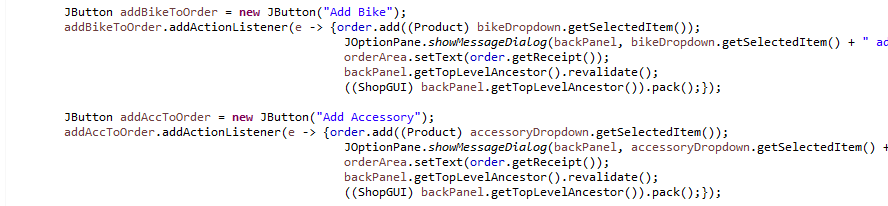 JButton addBikeToOrder = new JButton("Add Bike");
addBikeToOrder.addActionListener(e -> {order.add((Product) bikeDropdown.getSelectedItem());
JOptionPane.showMessageDialog(backPanel, bikeDropdown.getSelectedItem() + " ad
orderArea.setText(order.getReceipt());
backPanel.getTopLevelAncestor().revalidate();
((ShopGUI) backPanel.getTopLevelAncestor()).pack();});
JButton addAccToOrder = new JButton("Add Accessory");
addAccToOrder.addActionListener(e -> {order.add((Product) accessoryDropdown.getSelectedItem());
JOptionPane.showMessageDialog(backPanel, accessoryDropdown.getSelectedItem() +
orderArea.setText(order.getReceipt());
backPanel.getTopLevelAncestor().revalidate();
((ShopGUI) backPanel.getTopLevelAncestor()).pack();});